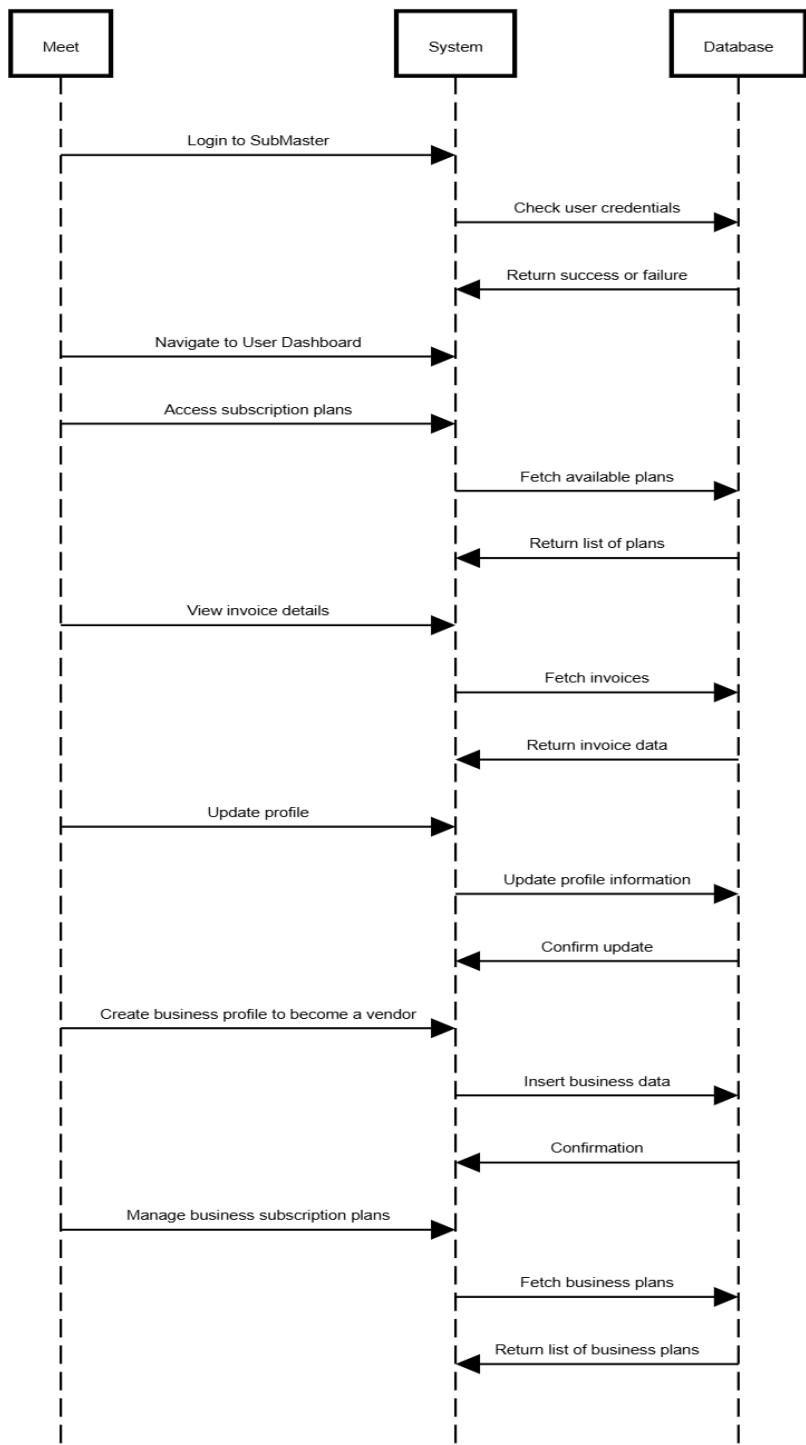 Meet
System
Database
Login to SubMaster
Check user credentials
Return success or failure
Navigate to User Dashboard
Access subscription plans
Fetch available plans
Return list of plans
View invoice details
Fetch invoices
Return invoice data
Update profile
Update profile information
Confirm update
Create business profile to become a vendor
Insert business data
Confirmation
Manage business subscription plans
Fetch business plans
Return list of business plans